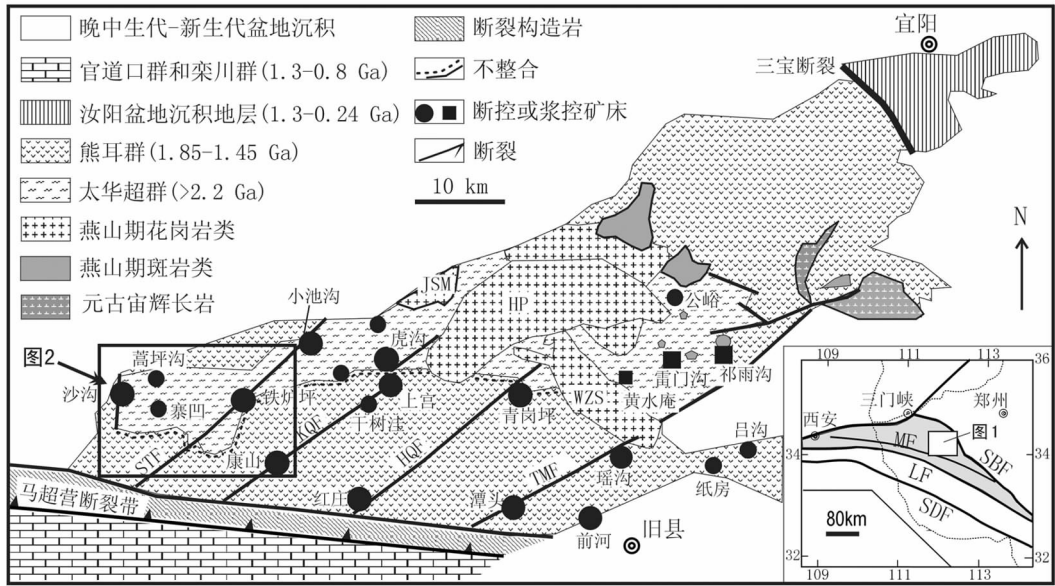 晚中生代-新生代盆地沉积
官道口群和栾川群(1.3-0.8 Ga)
汝阳盆地沉积地层(1.3-0.24 Ga)
熊耳群(1.85-1.45 Ga)
太华超群(>2.2 Ga)
燕山期花岗岩类
燕山期斑岩类
元古宙辉长岩
断裂构造岩
不整合
断控或浆控矿床
断裂
10 km
宜阳
三宝断裂
N
小池沟
JSM
HP
公峪
虎沟
图2
蒿坪沟
沙沟
寨凹
铁炉坪
上宫
干树洼
青岗坪
WZS
黄水庵
雷门沟
祁雨沟
STF
KQF
HQF
TMF
康山
红庄
潭头
瑶沟
吕沟
纸房
前河
旧县
马超营断裂带
109
111
113
36
三门峡
郑州
西安
图1
34
34
MF
SBF
LF
SDF
80km
32
32
109
111
113